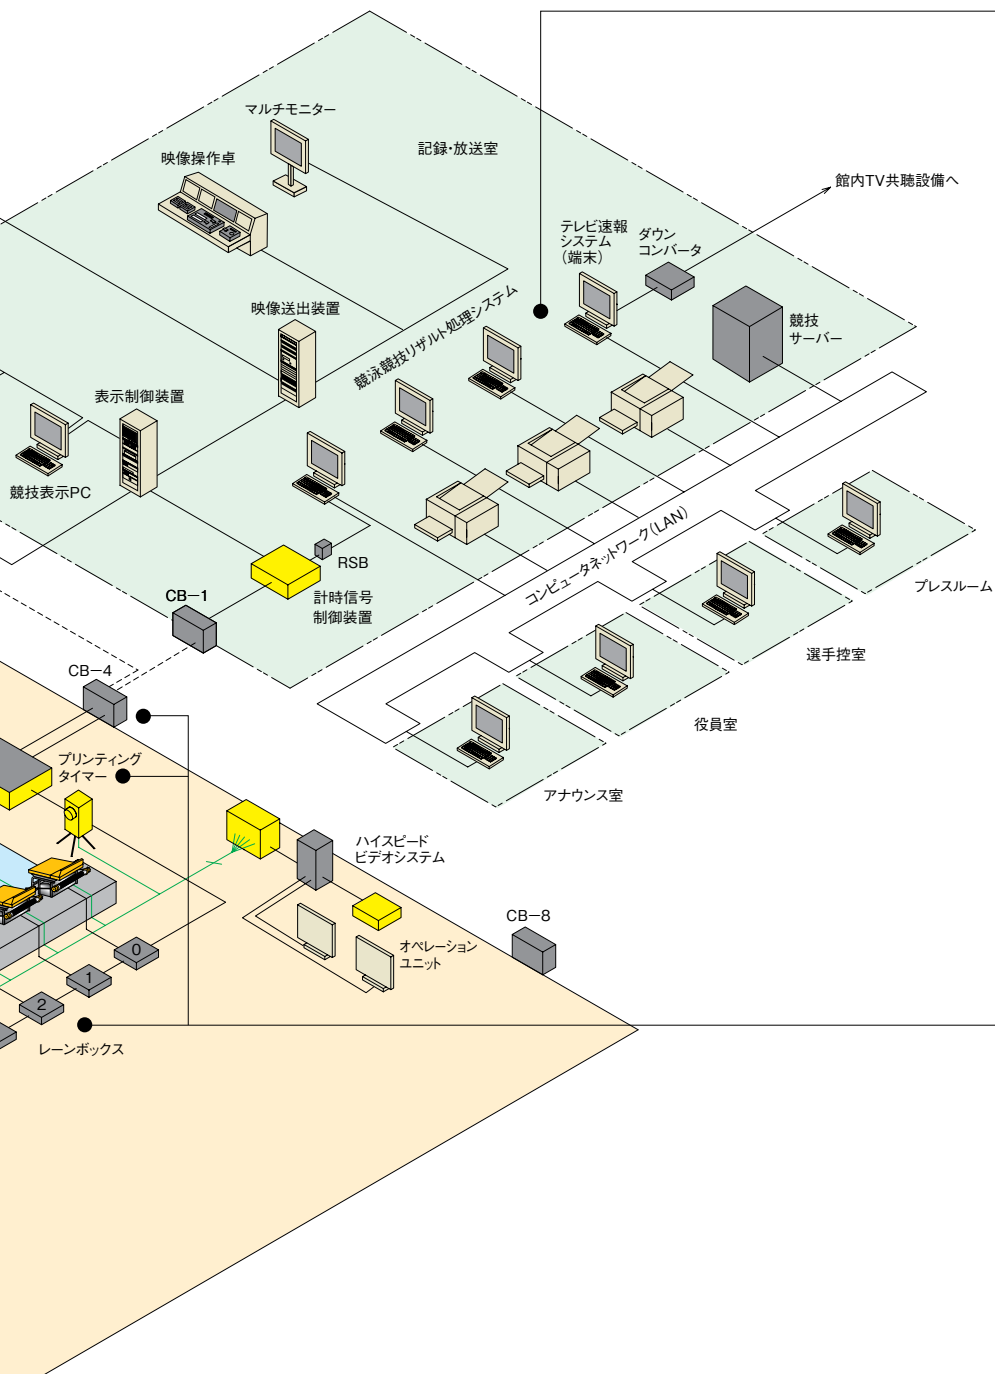 マルチモニター
記録・放送室
映像操作卓
館内TV共聴設備へ
テレビ速報
システム
（端末）
ダウン
コンバータ
映像送出装置
競泳競技リザルト処理システム
競技
サーバー
表示制御装置
競技表示PC
コンピュータネットワーク（LAN）
RSB
CB－1
計時信号
制御装置
プレスルーム
選手控室
CB－4
役員室
プリンティング
タイマー
アナウンス室
ハイスピード
ビデオシステム
CB－8
オペレーション
ユニット
0
1
2
レーンボックス